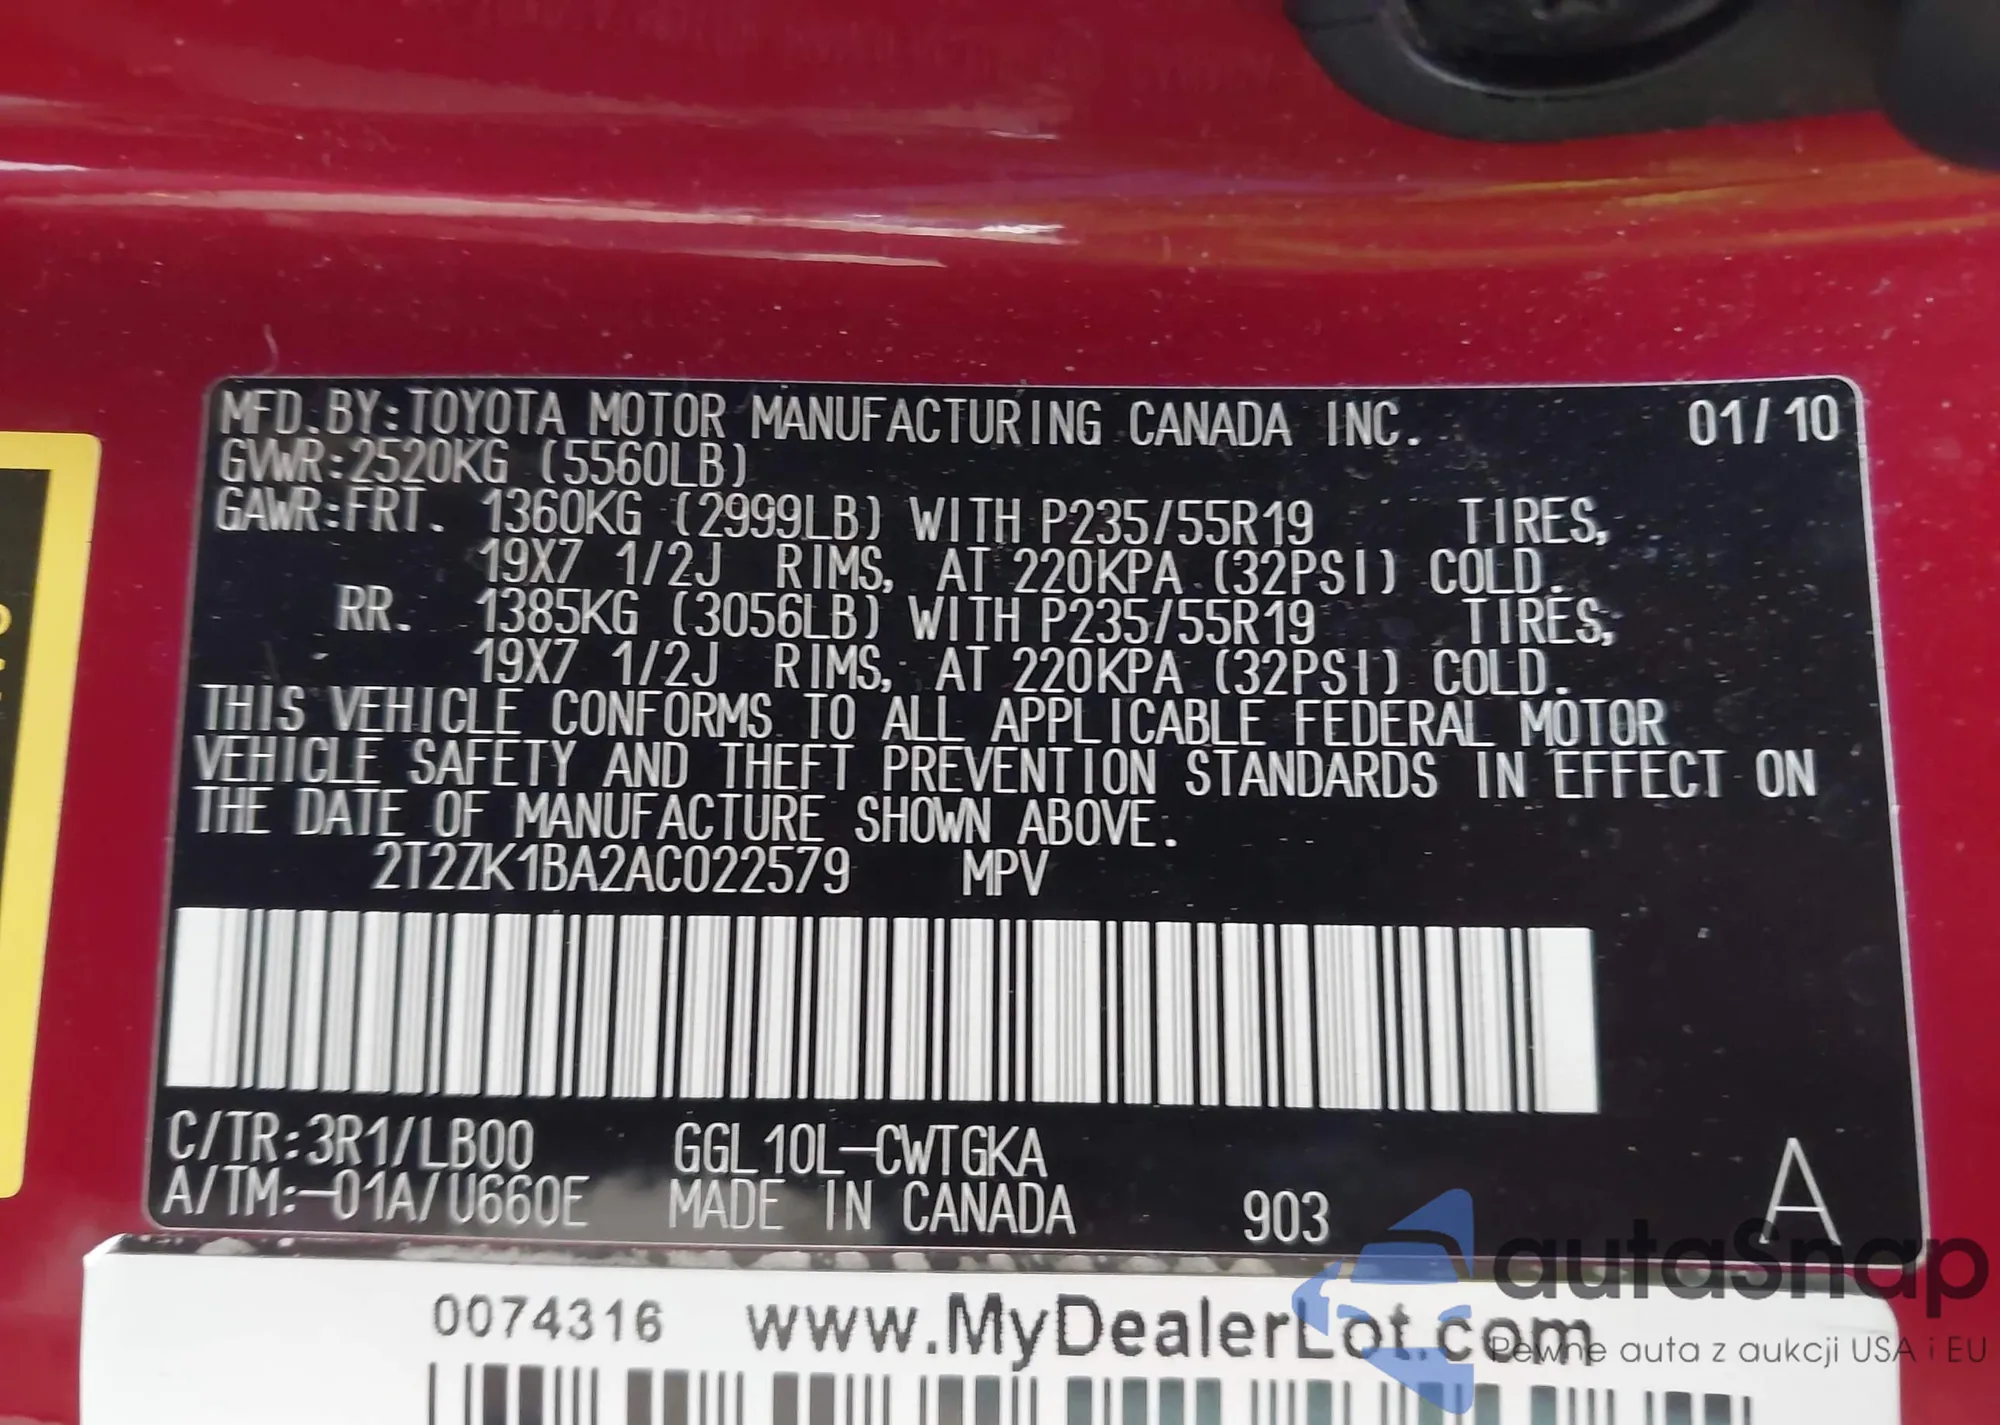 MFD. BY: TOYOTA MOTOR MANUFACTURING CANADA INC. 01/10
GVWR: 2520KG (5560LB)
GAWR: FRT. 1360KG (2999LB) WITH P235/55R19 TIRES,
19X7 1/2J RIMS, AT 220KPA (32PSI) COLD.
RR. 1385KG (3056LB) WITH P235/55R19 TIRES,
19X7 1/2J RIMS, AT 220KPA (32PSI) COLD.
THIS VEHICLE CONFORMS TO ALL APPLICABLE FEDERAL MOTOR
VEHICLE SAFETY AND THEFT PREVENTION STANDARDS IN EFFECT ON
THE DATE OF MANUFACTURE SHOWN ABOVE.
2T2ZK1BA2AC022579 MPV
C/TR: 3R1/LB00 GGL10L-CWTGKA
A/TM: -01A/U660E MADE IN CANADA 903 A
0074316 www.MyDealerLot.com
autaSnap
Pewne auta z aukcji USA i EU